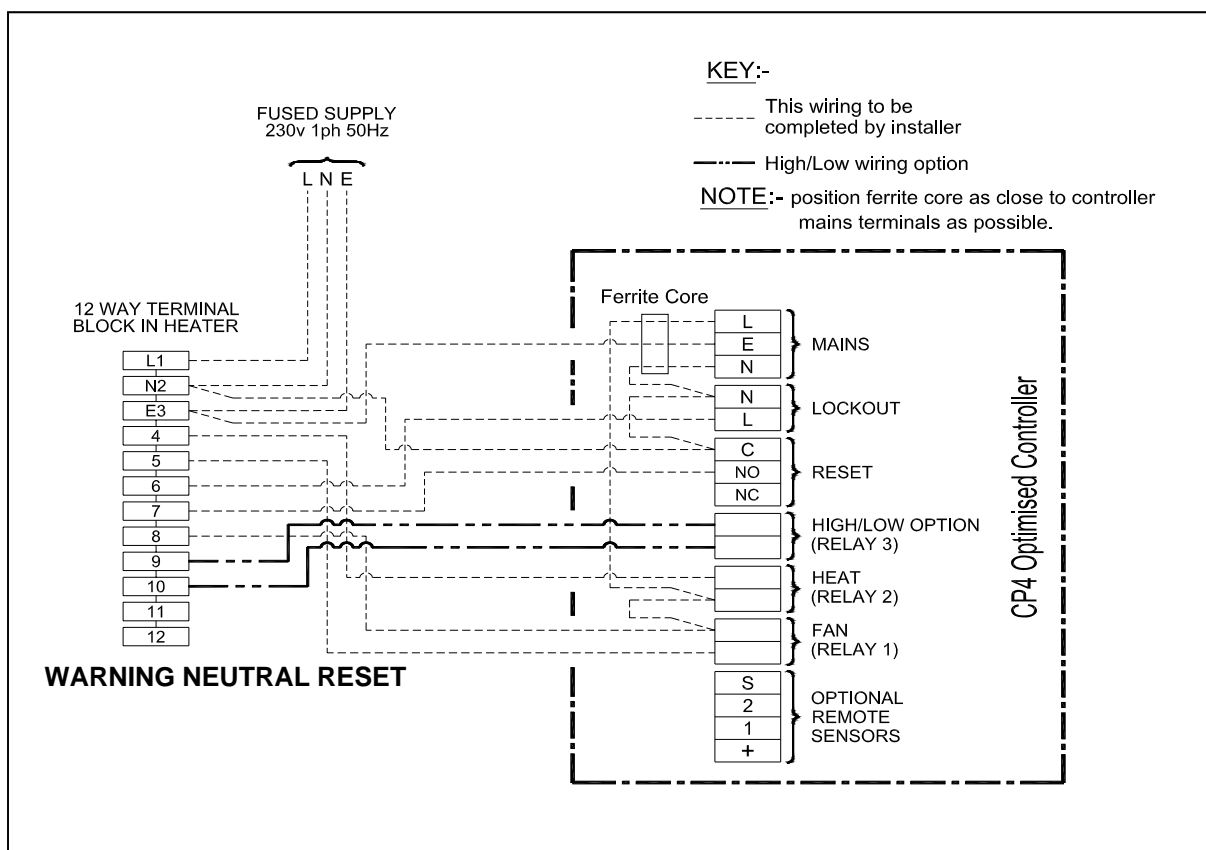 KEY:-
This wiring to be
completed by installer
High/Low wiring option
NOTE:- position ferrite core as close to controller
mains terminals as possible.
FUSED SUPPLY
230v 1ph 50Hz
L N E
12 WAY TERMINAL
BLOCK IN HEATER
L1
N2
E3
4
5
6
7
8
9
10
11
12
WARNING NEUTRAL RESET
Ferrite Core
L
E
N
MAINS
N
L
LOCKOUT
C
NO
NC
RESET
HIGH/LOW OPTION
(RELAY 3)
HEAT
(RELAY 2)
FAN
(RELAY 1)
S
2
1
+
OPTIONAL
REMOTE
SENSORS
CP4 Optimised Controller